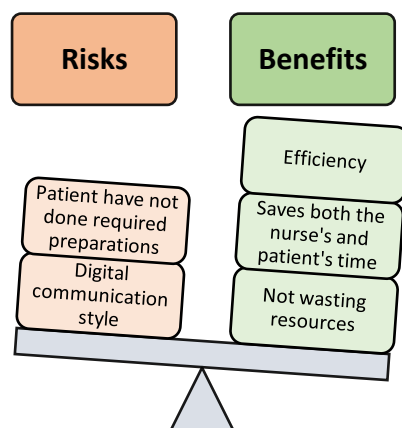 Risks
Benefits
Patient have not
done required
preparations
Digital
communication
style
Efficiency
Saves both the
nurse's and
patient's time
Not wasting
resources